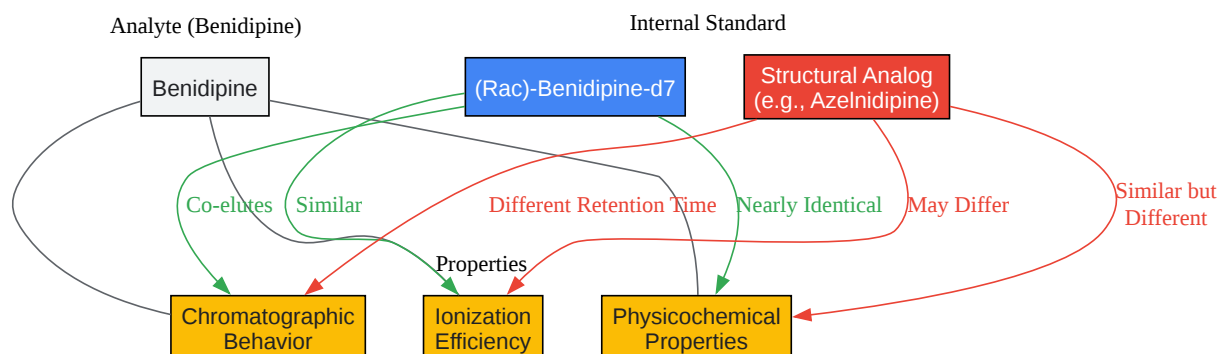 Analyte (Benidipine)
Internal Standard
Benidipine
(Rac)-Benidipine-d7
Structural Analog
(e.g., Azelnidipine)
Co-elutes
Similar
Different Retention Time
Nearly Identical
May Differ
Similar but
Different
Properties
Chromatographic
Behavior
Ionization
Efficiency
Physicochemical
Properties